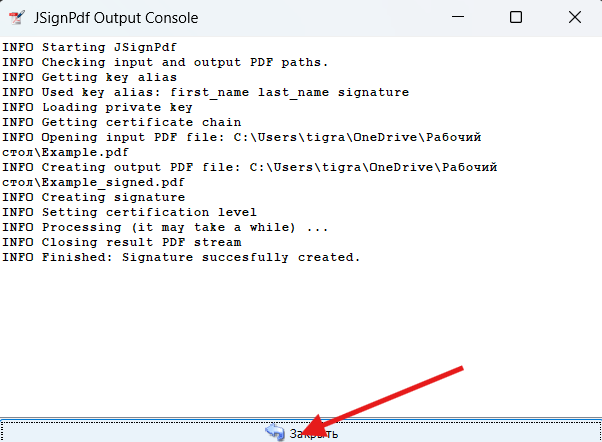 JSignPdf Output Console
INFO Starting JSignPdf
INFO Checking input and output PDF paths.
INFO Getting key alias
INFO Used key alias: first_name last_name signature
INFO Loading private key
INFO Getting certificate chain
INFO Opening input PDF file: C:\Users\tigra\OneDrive\Рабочий
стол\Example.pdf
INFO Creating output PDF file: C:\Users\tigra\OneDrive\Рабочий
стол\Example_signed.pdf
INFO Creating signature
INFO Setting certification level
INFO Processing (it may take a while) ...
INFO Closing result PDF stream
INFO Finished: Signature succesfully created.
Закрыть